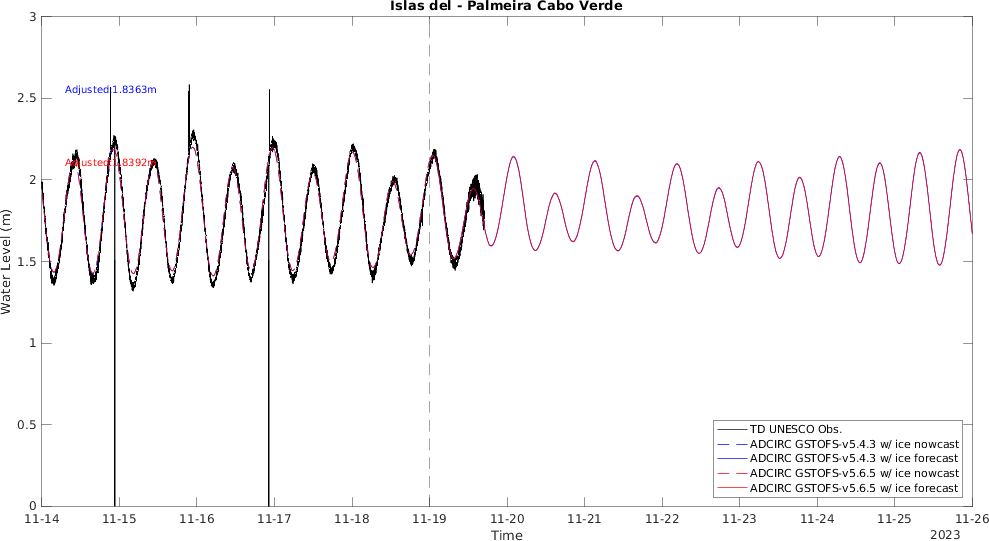 Islas del - Palmeira Cabo Verde
3
2.5
2
1.5
1
0.5
0
Water Level (m)
Adjusted 1.8363m
Adjusted 1.8392m
TD UNESCO Obs.
ADCIRC GSTOFS-v5.4.3 w/ ice nowcast
ADCIRC GSTOFS-v5.4.3 w/ ice forecast
ADCIRC GSTOFS-v5.6.5 w/ ice nowcast
ADCIRC GSTOFS-v5.6.5 w/ ice forecast
11-14 11-15 11-16 11-17 11-18 11-19 11-20 11-21 11-22 11-23 11-24 11-25 11-26
Time
2023